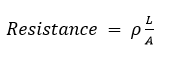 Resistance = ρ L/A